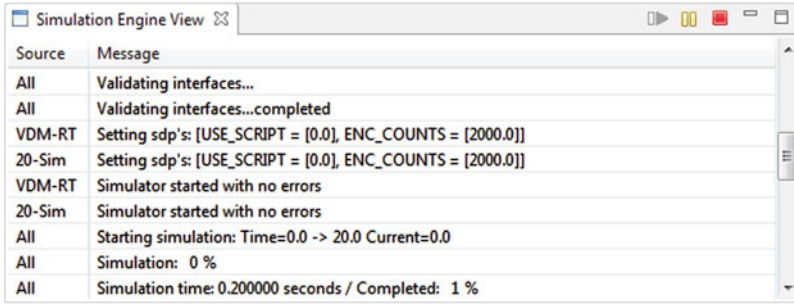 Simulation Engine View
Source Message
All Validating interfaces...
All Validating interfaces...completed
VDM-RT Setting sdp's: [USE_SCRIPT = [0.0], ENC_COUNTS = [2000.0]]
20-Sim Setting sdp's: [USE_SCRIPT = [0.0], ENC_COUNTS = [2000.0]]
VDM-RT Simulator started with no errors
20-Sim Simulator started with no errors
All Starting simulation: Time=0.0 -> 20.0 Current=0.0
All Simulation: 0 %
All Simulation time: 0.200000 seconds / Completed: 1 %